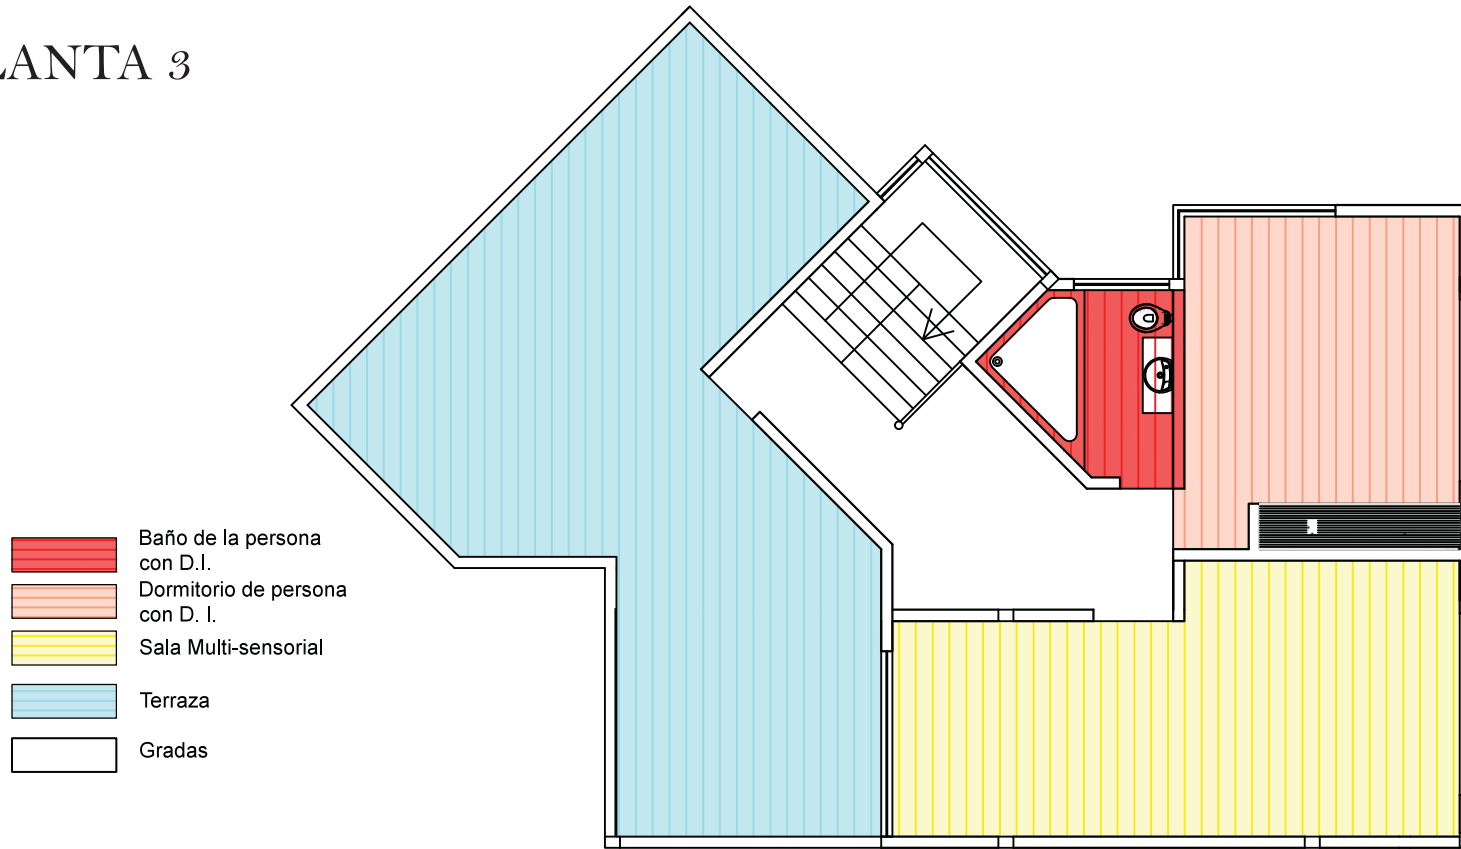 LANTA 3
Baño de la persona
con D.I.
Dormitorio de persona
con D. I.
Sala Multi-sensorial
Terraza
Gradas